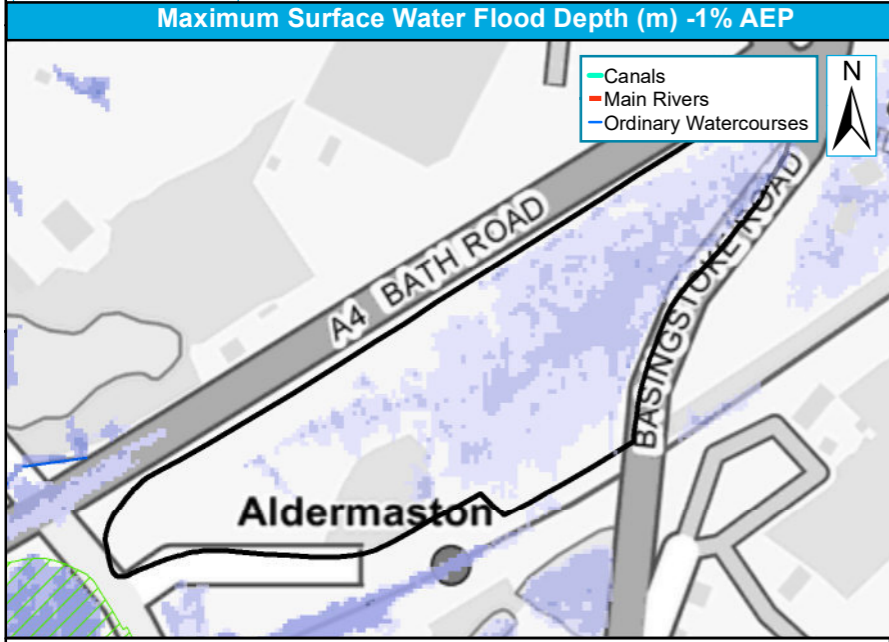 Maximum Surface Water Flood Depth (m) -1% AEP
Canals
Main Rivers
Ordinary Watercourses
N
A4 BATH ROAD
BASINGSTOKE ROAD
Aldermaston